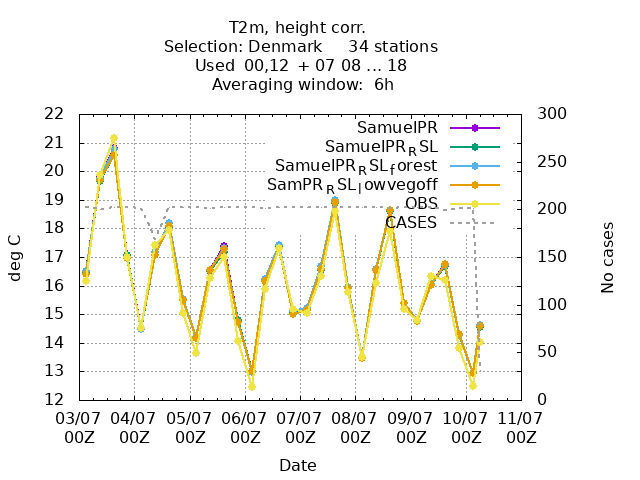 T2m, height corr.
Selection: Denmark 34 stations
Used 00,12 + 07 08 ... 18
Averaging window: 6h
22
21
20
19
18
17
16
15
14
13
12
deg C
300
250
200
150
100
50
0
No cases
SamuelPR
SamuelPR_RSL
SamuelPR_RSL_forest
SamPR_RSL_lowvegoff
OBS
CASES
03/07 04/07 05/07 06/07 07/07 08/07 09/07 10/07 11/07
00Z 00Z 00Z 00Z 00Z 00Z 00Z 00Z 00Z
Date